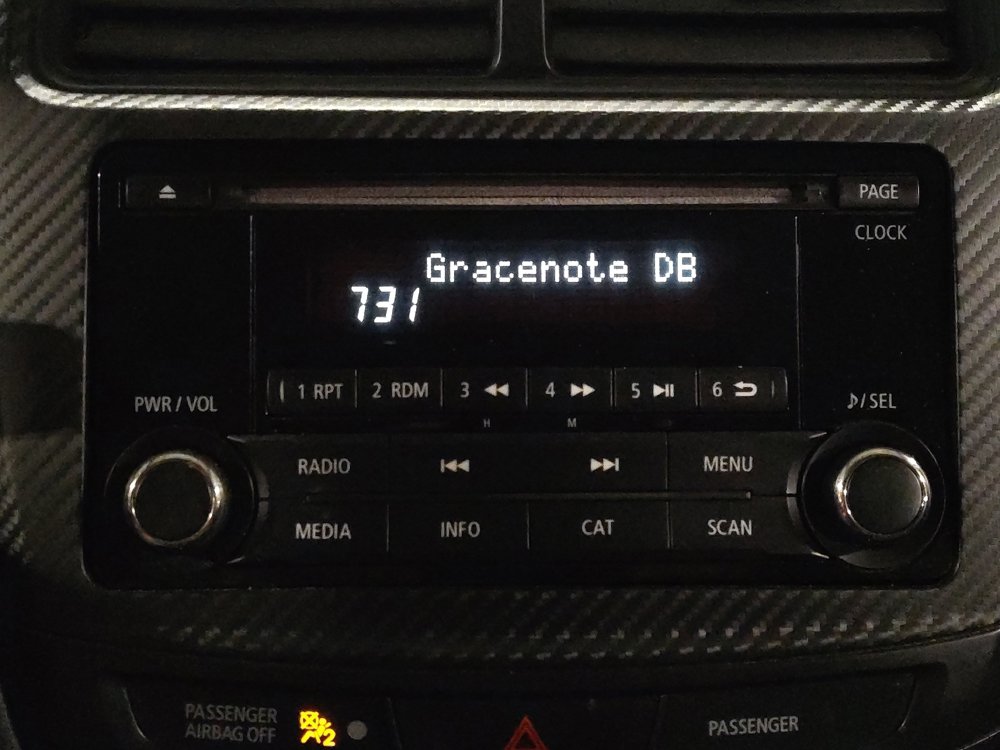 PAGE
CLOCK
Gracenote DB
731
1 RPT 2 RDM 3 4 5 6
H M
PWR / VOL
/ SEL
RADIO MENU
MEDIA INFO CAT SCAN
PASSENGER
AIRBAG OFF
2
PASSENGER